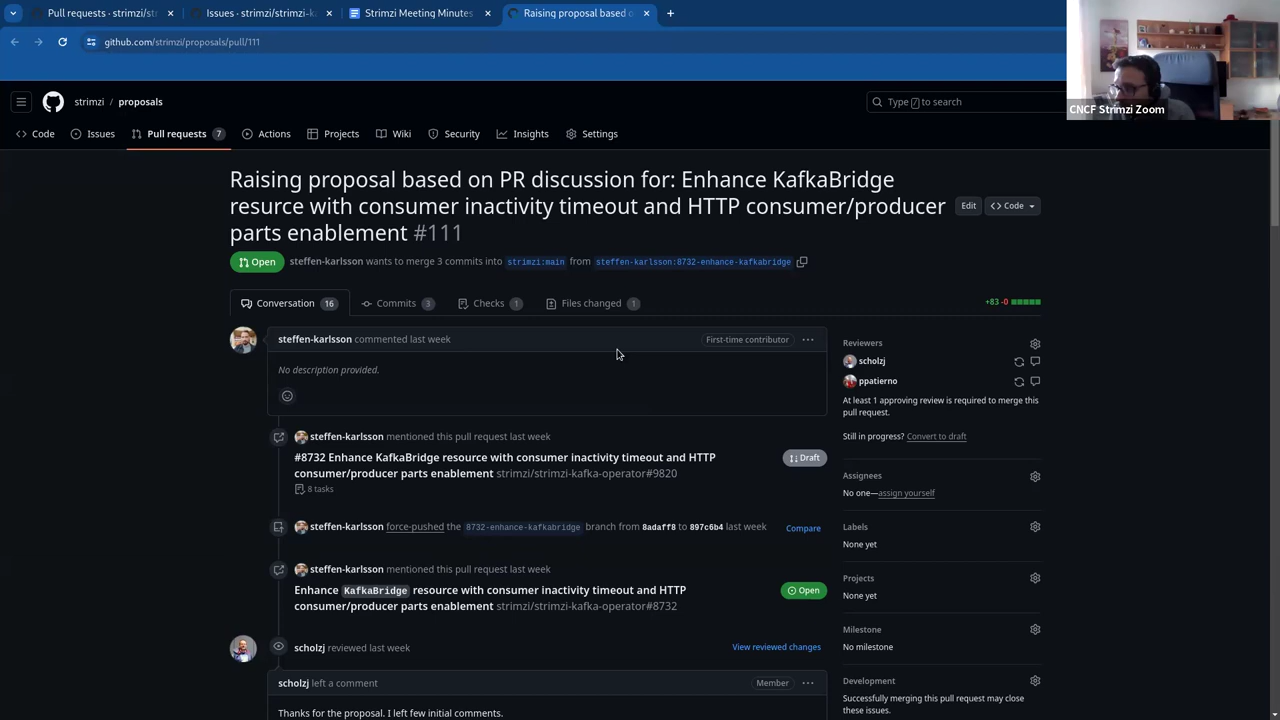 Pull requests · strimzi/str
Issues · strimzi/strimzi-ka
Strimzi Meeting Minutes
Raising proposal based o
github.com/strimzi/proposals/pull/111
CNCF Strimzi Zoom
strimzi / proposals
Type / to search
Code
Issues
Pull requests 7
Actions
Projects
Wiki
Security
Insights
Settings
Raising proposal based on PR discussion for: Enhance KafkaBridge
resurce with consumer inactivity timeout and HTTP consumer/producer
parts enablement #111
Edit
<> Code
Open
steffen-karlsson wants to merge 3 commits into strimzi:main from steffen-karlsson:8732-enhance-kafkabridge
Conversation 16
Commits 3
Checks 1
Files changed 1
+83 -0
steffen-karlsson commented last week
First-time contributor
No description provided.
steffen-karlsson mentioned this pull request last week
#8732 Enhance KafkaBridge resource with consumer inactivity timeout and HTTP
consumer/producer parts enablement strimzi/strimzi-kafka-operator#9820
Draft
8 tasks
steffen-karlsson force-pushed the 8732-enhance-kafkabridge branch from 8adaff8 to 897c6b4 last week
Compare
steffen-karlsson mentioned this pull request last week
Enhance KafkaBridge resource with consumer inactivity timeout and HTTP
consumer/producer parts enablement strimzi/strimzi-kafka-operator#8732
Open
scholzj reviewed last week
View reviewed changes
scholzj left a comment
Member
Thanks for the proposal. I left few initial comments.
Reviewers
scholzj
ppatierno
At least 1 approving review is required to merge this
pull request.
Still in progress? Convert to draft
Assignees
No one—assign yourself
Labels
None yet
Projects
None yet
Milestone
No milestone
Development
Successfully merging this pull request may close
these issues.